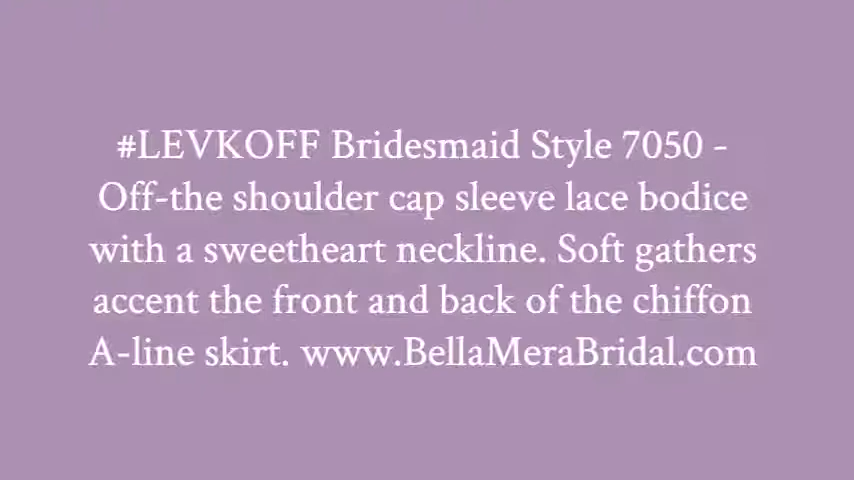 #LEVKOFF Bridesmaid Style 7050 -
Off-the shoulder cap sleeve lace bodice
with a sweetheart neckline. Soft gathers
accent the front and back of the chiffon
A-line skirt. www.BellaMeraBridal.com